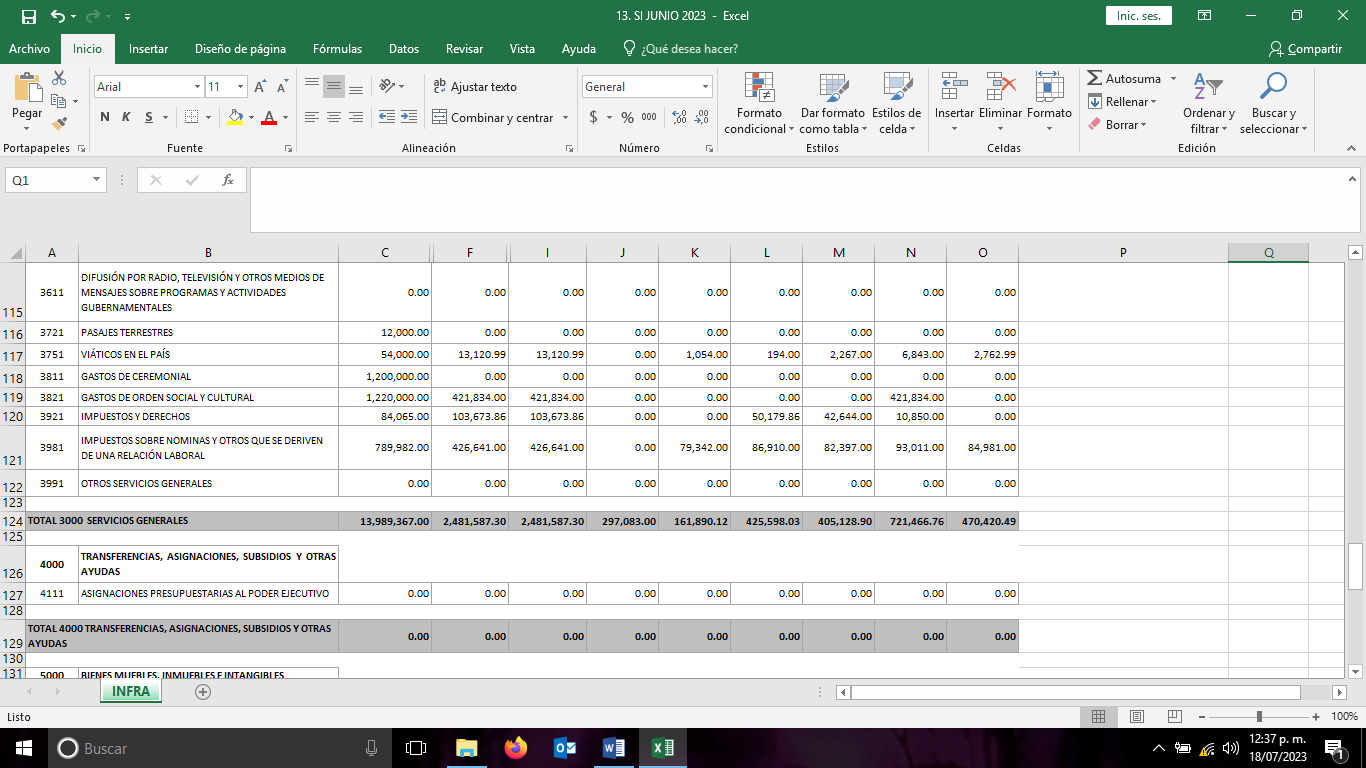 13. SI JUNIO 2023 - Excel
Inic. ses.
Archivo Inicio Insertar Diseño de página Fórmulas Datos Revisar Vista Ayuda ¿Qué desea hacer? Compartir
Pegar
Arial 11
N K S
Ajustar texto
Combinar y centrar
General
$ % 000
Formato condicional
Dar formato como tabla
Estilos de celda
Insertar Eliminar Formato
Autosuma
Rellenar
Borrar
Ordenar y filtrar
Buscar y seleccionar
Portapapeles Fuente Alineación Número Estilos Celdas Edición
Q1 fx
A B C F I J K L M N O P Q
115 3611 DIFUSIÓN POR RADIO, TELEVISIÓN Y OTROS MEDIOS DE
MENSAJES SOBRE PROGRAMAS Y ACTIVIDADES
GUBERNAMENTALES 0.00 0.00 0.00 0.00 0.00 0.00 0.00 0.00 0.00
116 3721 PASAJES TERRESTRES 12,000.00 0.00 0.00 0.00 0.00 0.00 0.00 0.00 0.00
117 3751 VIÁTICOS EN EL PAÍS 54,000.00 13,120.99 13,120.99 0.00 1,054.00 194.00 2,267.00 6,843.00 2,762.99
118 3811 GASTOS DE CEREMONIAL 1,200,000.00 0.00 0.00 0.00 0.00 0.00 0.00 0.00 0.00
119 3821 GASTOS DE ORDEN SOCIAL Y CULTURAL 1,220,000.00 421,834.00 421,834.00 0.00 0.00 0.00 0.00 421,834.00 0.00
120 3921 IMPUESTOS Y DERECHOS 84,065.00 103,673.86 103,673.86 0.00 0.00 50,179.86 42,644.00 10,850.00 0.00
121 3981 IMPUESTOS SOBRE NOMINAS Y OTROS QUE SE DERIVEN
DE UNA RELACIÓN LABORAL 789,982.00 426,641.00 426,641.00 0.00 79,342.00 86,910.00 82,397.00 93,011.00 84,981.00
122 3991 OTROS SERVICIOS GENERALES 0.00 0.00 0.00 0.00 0.00 0.00 0.00 0.00 0.00
123
124 TOTAL 3000 SERVICIOS GENERALES 13,989,367.00 2,481,587.30 2,481,587.30 297,083.00 161,890.12 425,598.03 405,128.90 721,466.76 470,420.49
125
126 4000 TRANSFERENCIAS, ASIGNACIONES, SUBSIDIOS Y OTRAS
AYUDAS
127 4111 ASIGNACIONES PRESUPUESTARIAS AL PODER EJECUTIVO 0.00 0.00 0.00 0.00 0.00 0.00 0.00 0.00 0.00
128
129 TOTAL 4000 TRANSFERENCIAS, ASIGNACIONES, SUBSIDIOS Y OTRAS
AYUDAS 0.00 0.00 0.00 0.00 0.00 0.00 0.00 0.00 0.00
130
131 5000 BIENES MUEBLES, INMUEBLES E INTANGIBLES
INFRA
Listo 100%
Buscar
12:37 p. m.
18/07/2023
1